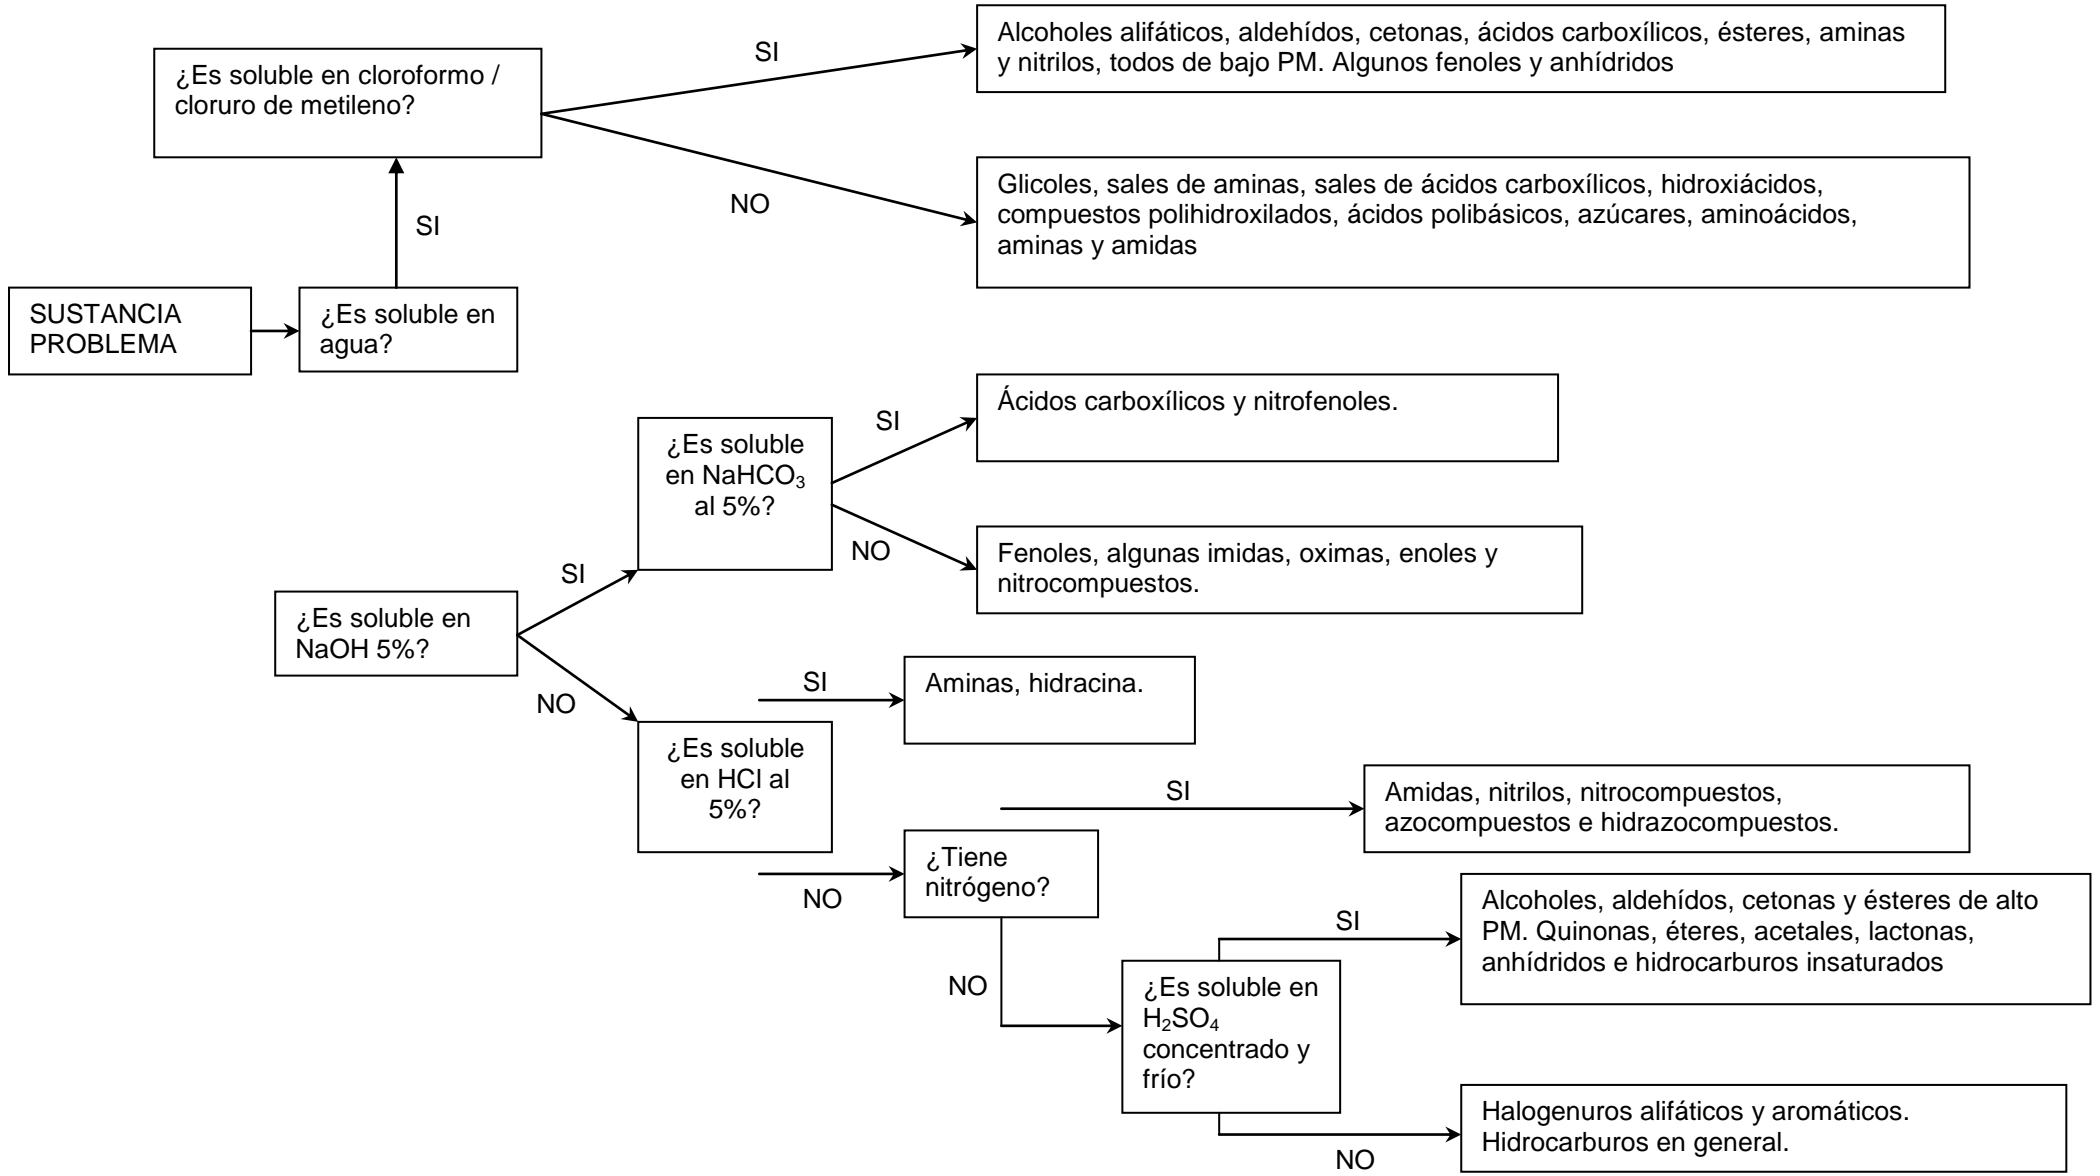 ¿Es soluble en cloroformo /
cloruro de metileno?
SI
Alcoholes alifáticos, aldehídos, cetonas, ácidos carboxílicos, ésteres, aminas
y nitrilos, todos de bajo PM. Algunos fenoles y anhídridos
NO
Glicoles, sales de aminas, sales de ácidos carboxílicos, hidroxiácidos,
compuestos polihidroxilados, ácidos polibásicos, azúcares, aminoácidos,
aminas y amidas
SI
SUSTANCIA
PROBLEMA
¿Es soluble en
agua?
¿Es soluble
en NaHCO₃
al 5%?
SI
Ácidos carboxílicos y nitrofenoles.
NO
Fenoles, algunas imidas, oximas, enoles y
nitrocompuestos.
SI
¿Es soluble en
NaOH 5%?
NO
SI
Aminas, hidracina.
¿Es soluble
en HCl al
5%?
NO
¿Tiene
nitrógeno?
SI
Amidas, nitrilos, nitrocompuestos,
azocompuestos e hidrazocompuestos.
NO
¿Es soluble en
H₂SO₄
concentrado y
frío?
SI
Alcoholes, aldehídos, cetonas y ésteres de alto
PM. Quinonas, éteres, acetales, lactonas,
anhídridos e hidrocarburos insaturados
NO
Halogenuros alifáticos y aromáticos.
Hidrocarburos en general.